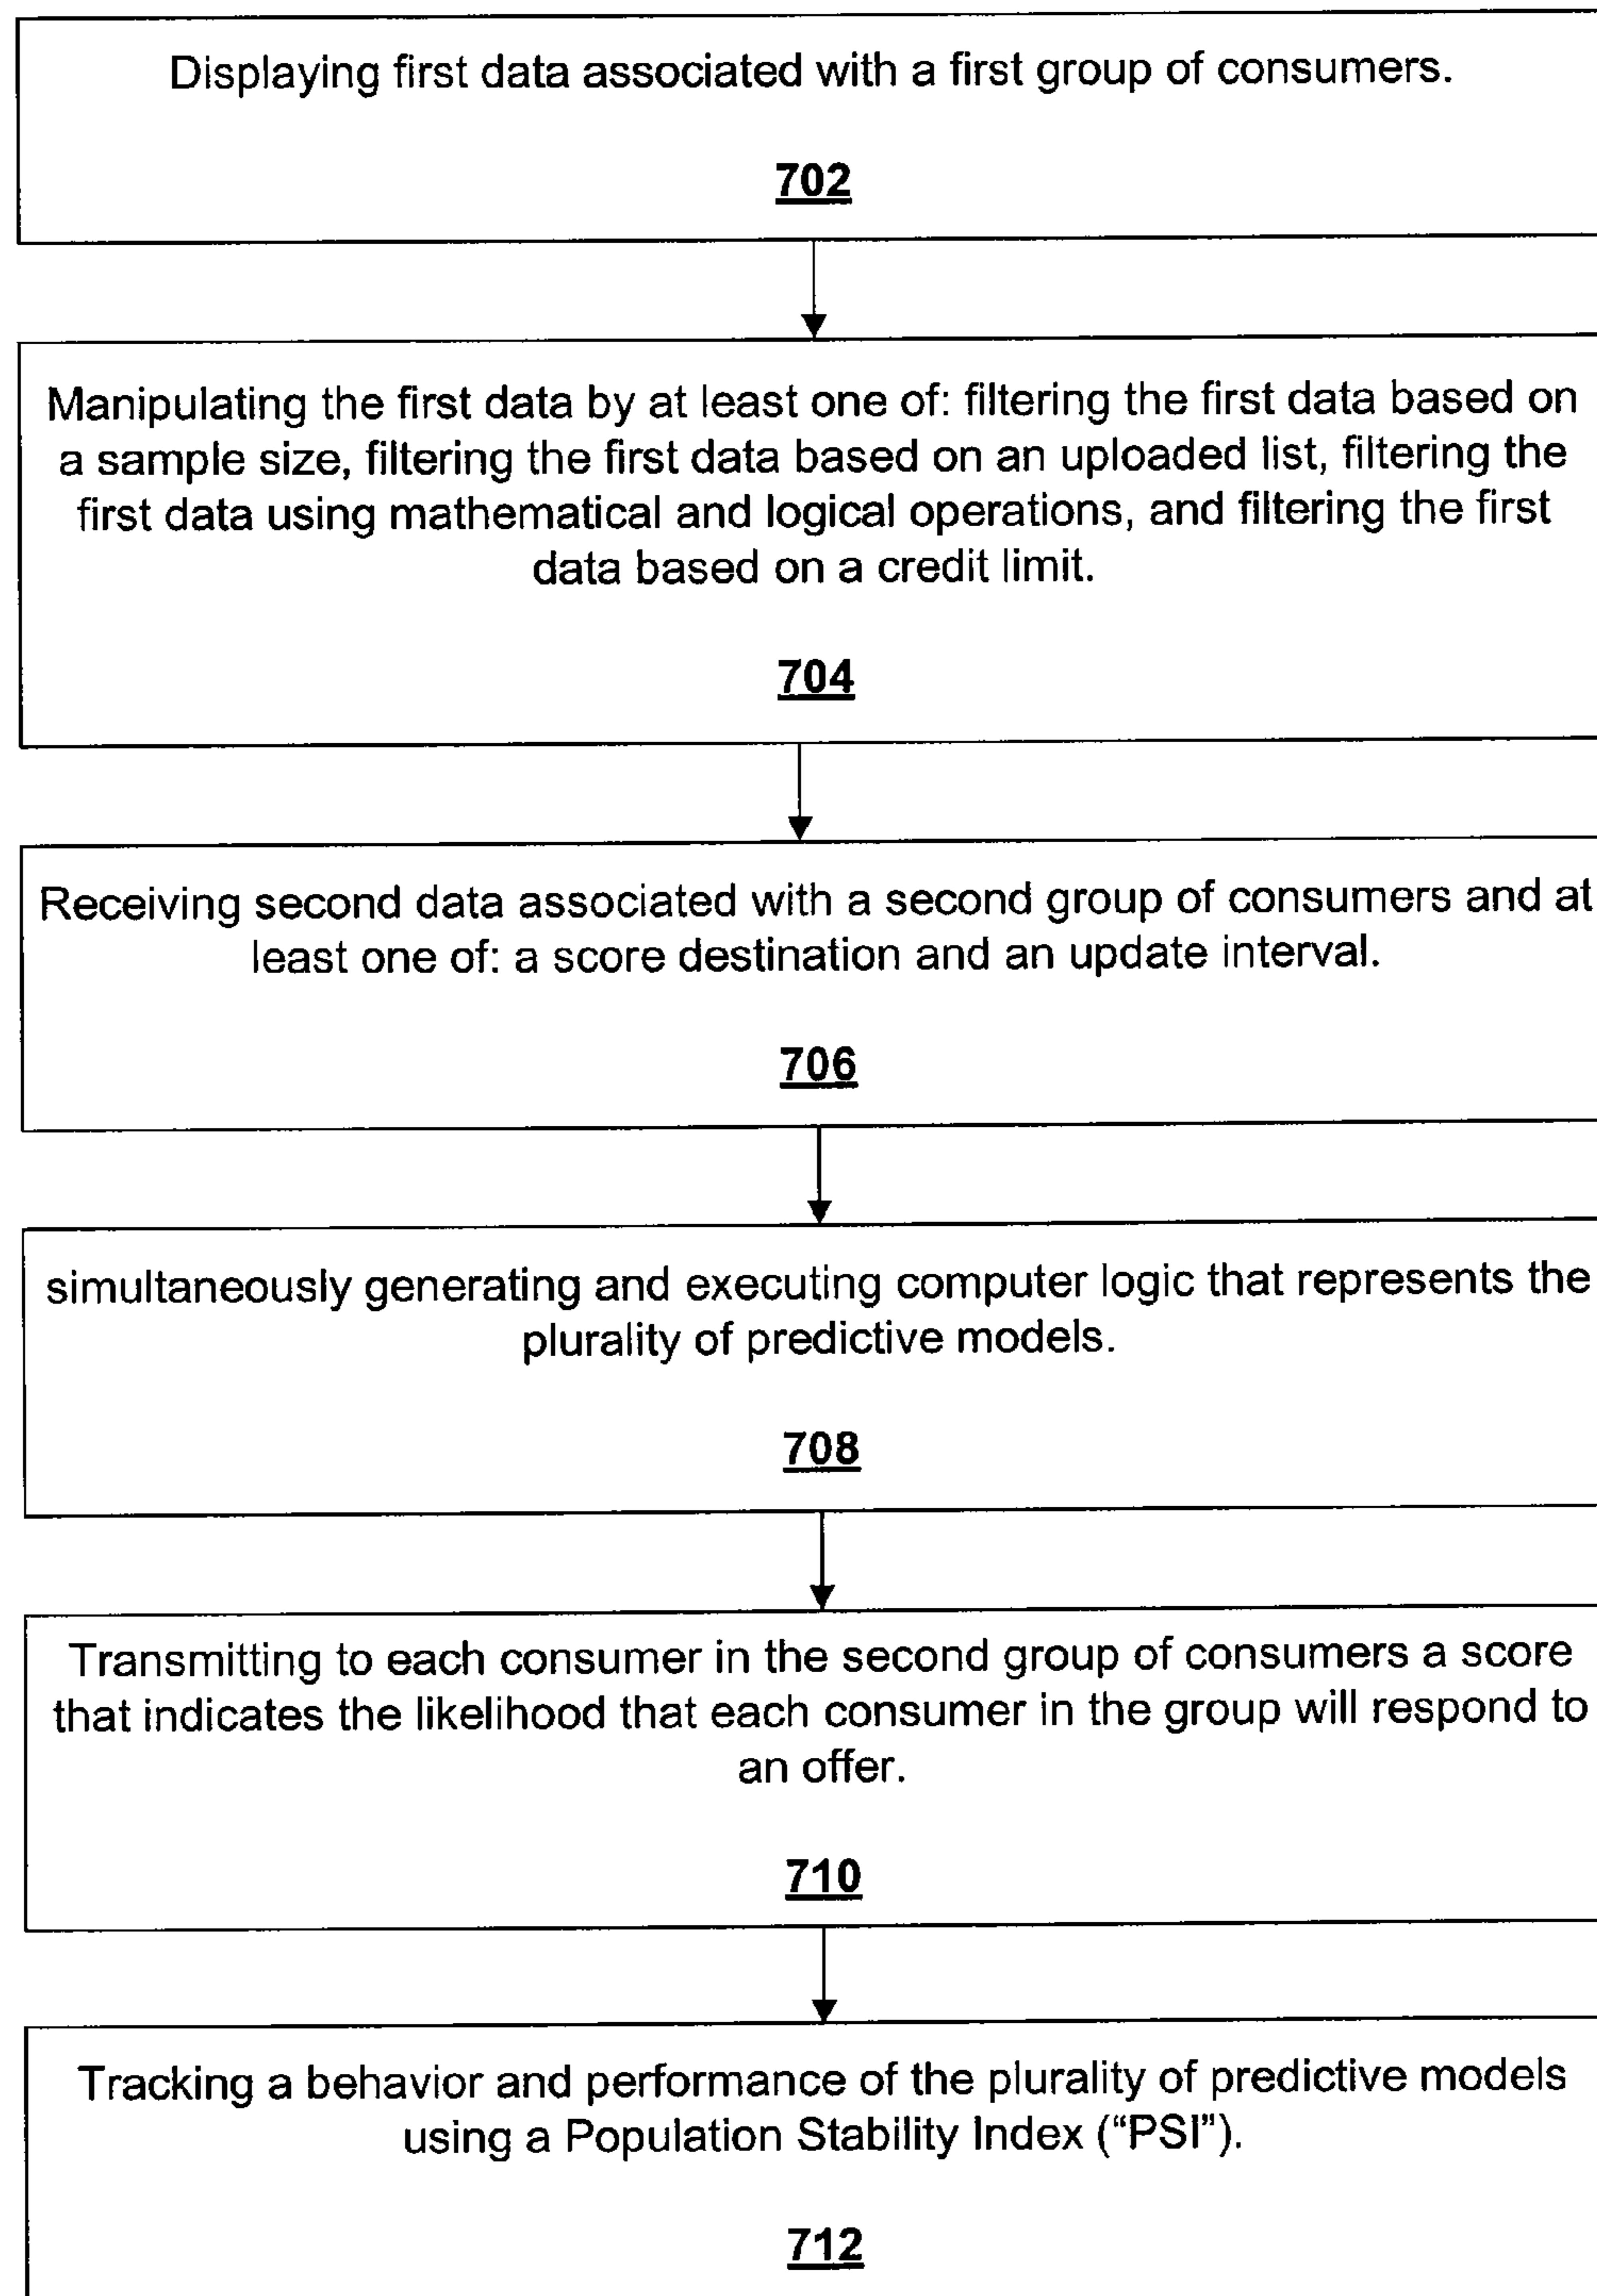 Displaying first data associated with a first group of consumers.
702
Manipulating the first data by at least one of: filtering the first data based on
a sample size, filtering the first data based on an uploaded list, filtering the
first data using mathematical and logical operations, and filtering the first
data based on a credit limit.
704
Receiving second data associated with a second group of consumers and at
least one of: a score destination and an update interval.
706
simultaneously generating and executing computer logic that represents the
plurality of predictive models.
708
Transmitting to each consumer in the second group of consumers a score
that indicates the likelihood that each consumer in the group will respond to
an offer.
710
Tracking a behavior and performance of the plurality of predictive models
using a Population Stability Index (“PSI”).
712